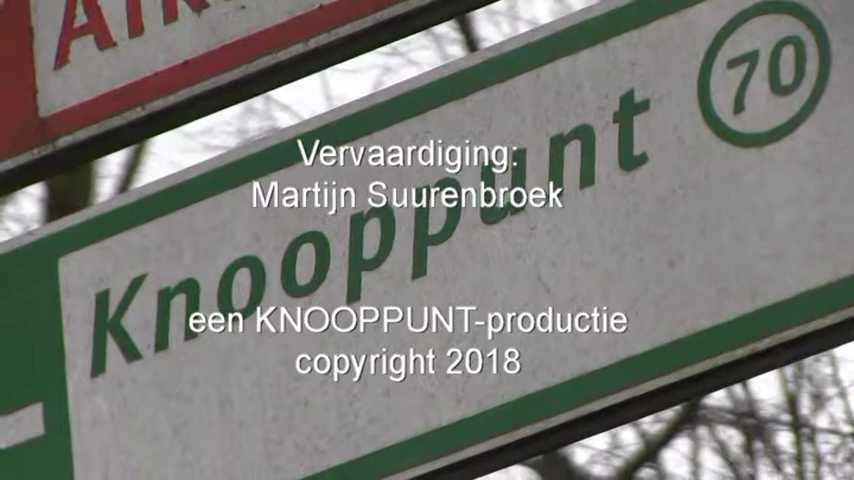 Knooppunt 70
Vervaardiging:
Martijn Suurenbroek
een KNOOPPUNT-productie
copyright 2018